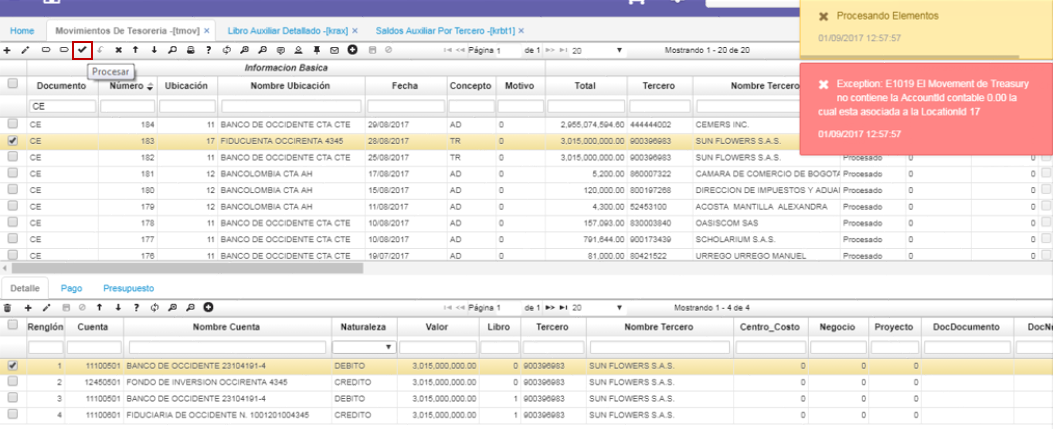 Home Movimientos De Tesoreria -[tmov] × Libro Auxiliar Detallado -[krax] × Saldos Auxiliar Por Tercero -[krbt1] ×
Procesando Elementos
01/09/2017 12:57:57
Página 1 de 1 20 Mostrando 1 - 20 de 20
Procesar
Exception: E1019 El Movement de Treasury
no contiene la AccountId contable 0.00 la
cual esta asociada a la LocationId 17
01/09/2017 12:57:57
Informacion Basica
Documento Número Ubicación Nombre Ubicación Fecha Concepto Motivo Total Tercero Nombre Tercero
CE
CE 184 11 BANCO DE OCCIDENTE CTA CTE 29/08/2017 AD 0 2,955,074,594.60 444444002 CEMERS INC.
CE 183 17 FIDUCUENTA OCCIRENTA 4345 28/08/2017 TR 0 3,015,000,000.00 900396983 SUN FLOWERS S.A.S.
CE 182 11 BANCO DE OCCIDENTE CTA CTE 25/08/2017 TR 0 3,015,000,000.00 900396983 SUN FLOWERS S.A.S. Procesado 0 0
CE 181 12 BANCOLOMBIA CTA AH 17/08/2017 AD 0 5,200.00 860007322 CAMARA DE COMERCIO DE BOGOTA Procesado 0 0
CE 180 12 BANCOLOMBIA CTA AH 15/08/2017 AD 0 120,000.00 800197268 DIRECCION DE IMPUESTOS Y ADUA Procesado 0 0
CE 179 12 BANCOLOMBIA CTA AH 11/08/2017 AD 0 4,300.00 52453100 ACOSTA MANTILLA ALEXANDRA Procesado 0 0
CE 178 11 BANCO DE OCCIDENTE CTA CTE 10/08/2017 AD 0 157,093.00 830003840 OASISCOM SAS Procesado 0 0
CE 177 11 BANCO DE OCCIDENTE CTA CTE 10/08/2017 AD 0 791,644.00 900173439 SCHOLARIUM S.A.S. Procesado 0 0
CE 176 11 BANCO DE OCCIDENTE CTA CTE 19/07/2017 AD 0 81,000.00 80421522 URREGO URREGO MANUEL Procesado 0 0
Detalle Pago Presupuesto
Página 1 de 1 20 Mostrando 1 - 4 de 4
Renglón Cuenta Nombre Cuenta Naturaleza Valor Libro Tercero Nombre Tercero Centro_Costo Negocio Proyecto DocDocumento DocN
1 11100501 BANCO DE OCCIDENTE 23104191-4 DEBITO 3,015,000,000.00 0 900396983 SUN FLOWERS S.A.S. 0 0 0
2 12450501 FONDO DE INVERSION OCCIRENTA 4345 CREDITO 3,015,000,000.00 0 900396983 SUN FLOWERS S.A.S. 0 0 0
3 11100501 BANCO DE OCCIDENTE 23104191-4 DEBITO 3,015,000,000.00 1 900396983 SUN FLOWERS S.A.S. 0 0 0
4 11100601 FIDUCIARIA DE OCCIDENTE N. 1001201004345 CREDITO 3,015,000,000.00 1 900396983 SUN FLOWERS S.A.S. 0 0 0